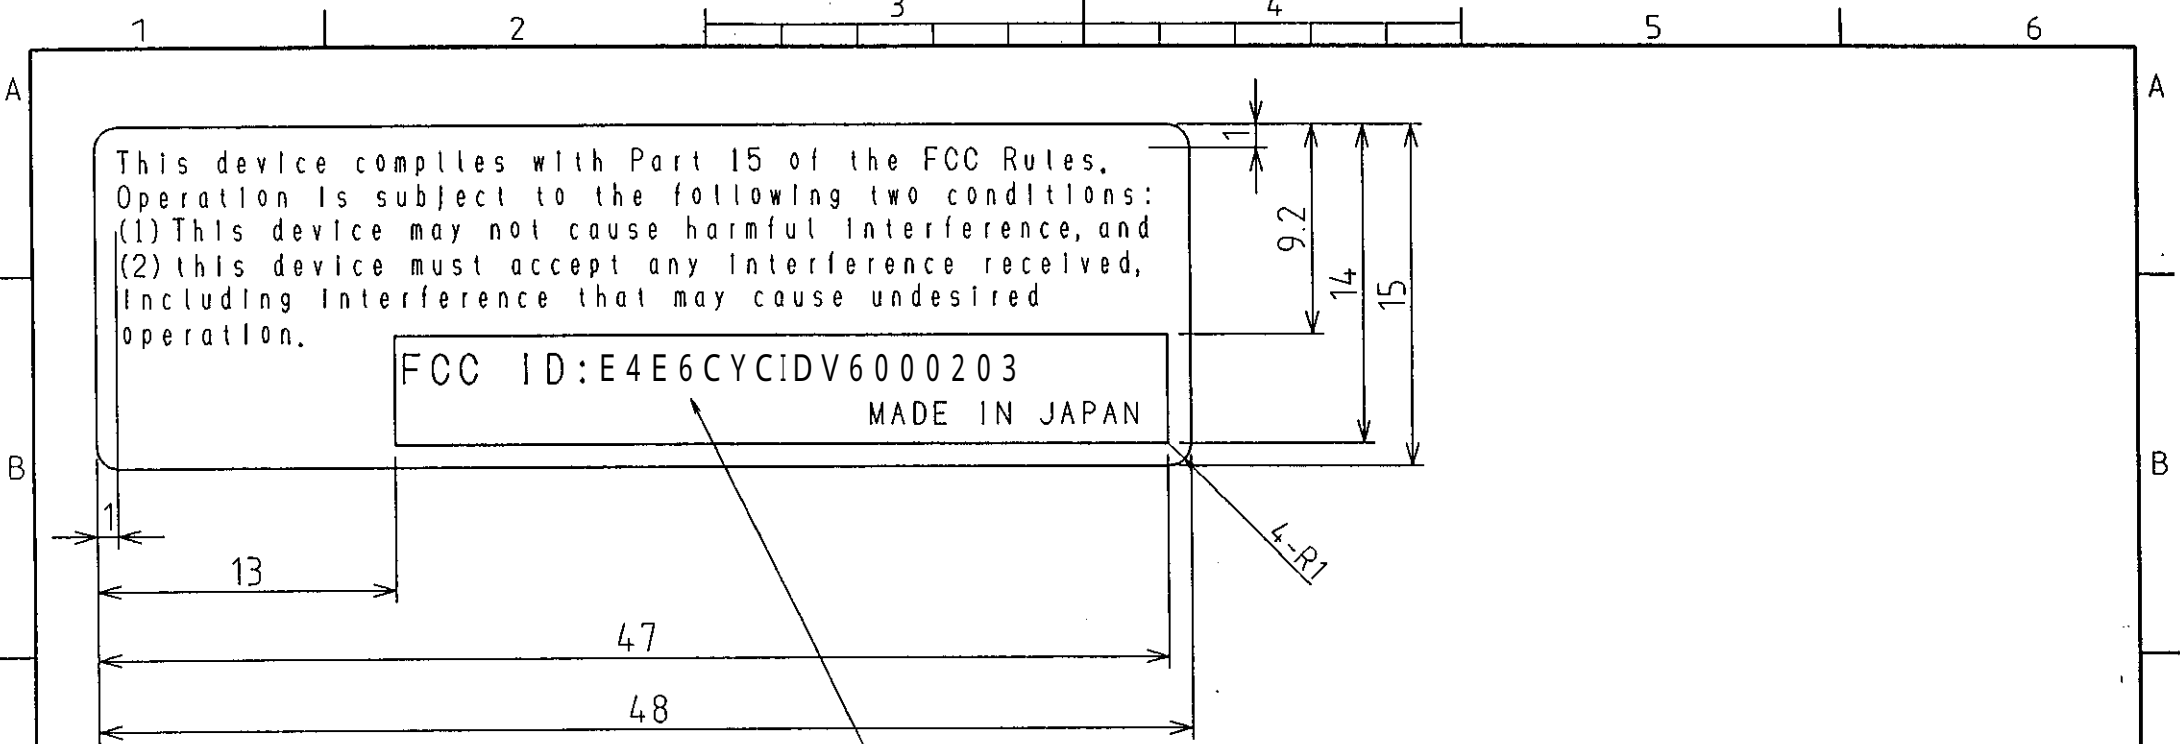 1 2 3 4 5 6
A A
This device complies with Part 15 of the FCC Rules.
Operation is subject to the following two conditions:
(1)This device may not cause harmful interference, and
(2)this device must accept any interference received,
including interference that may cause undesired
operation.
FCC ID:E4E6CYCIDV6000203
MADE IN JAPAN
1
9.2
14
15
B B
1
4-R1
13
47
48